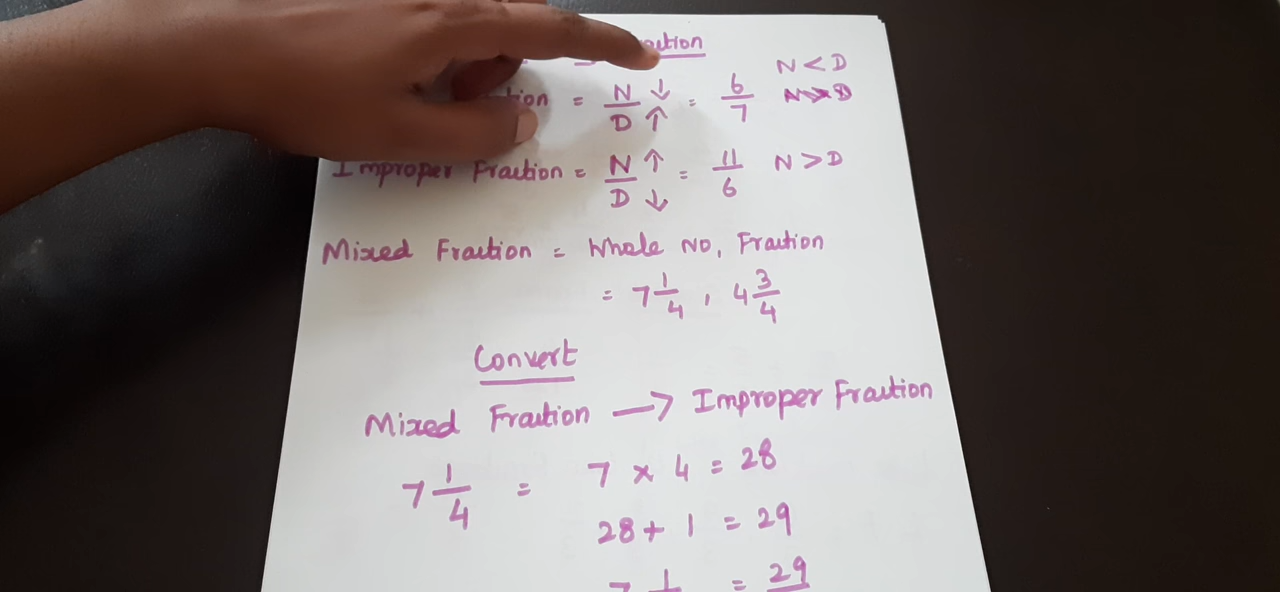 N < D
= N/D ↓ ↑ = 6/7
Improper Fraction = N/D ↑ ↓ = 11/6 N > D
Mixed Fraction = Whole No, Fraction
= 7 1/4 , 4 3/4
Convert
Mixed Fraction —> Improper Fraction
7 1/4 = 7 × 4 = 28
28 + 1 = 29
= 29